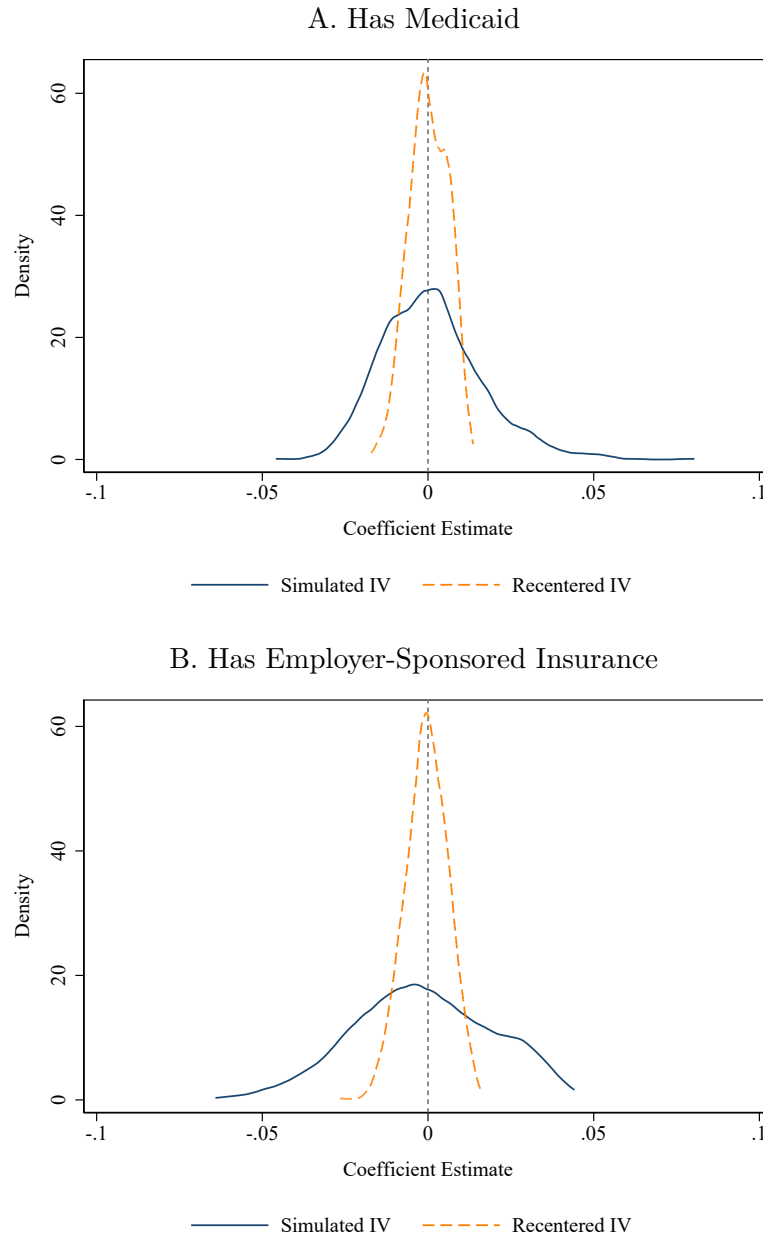 A. Has Medicaid
60
40
20
0
Density
-.1 -.05 0 .05 .1
Coefficient Estimate
Simulated IV Recentered IV
B. Has Employer-Sponsored Insurance
60
40
20
0
Density
-.1 -.05 0 .05 .1
Coefficient Estimate
Simulated IV Recentered IV